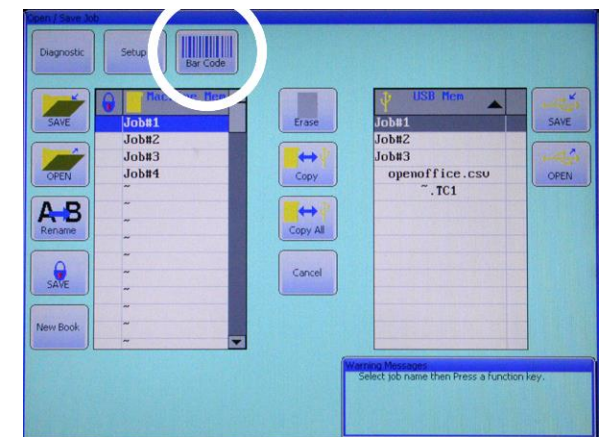 Open / Save Job
Diagnostic
Setup
Bar Code
SAVE
OPEN
A B
Rename
SAVE
New Book
Job#1
Job#2
Job#3
Job#4
~
~
~
~
~
~
~
~
Erase
Copy
Copy All
Cancel
USB Mem
Job#1
Job#2
Job#3
openoffice.csv
~.TC1
SAVE
OPEN
Warning Messages
Select job name then Press a function key.